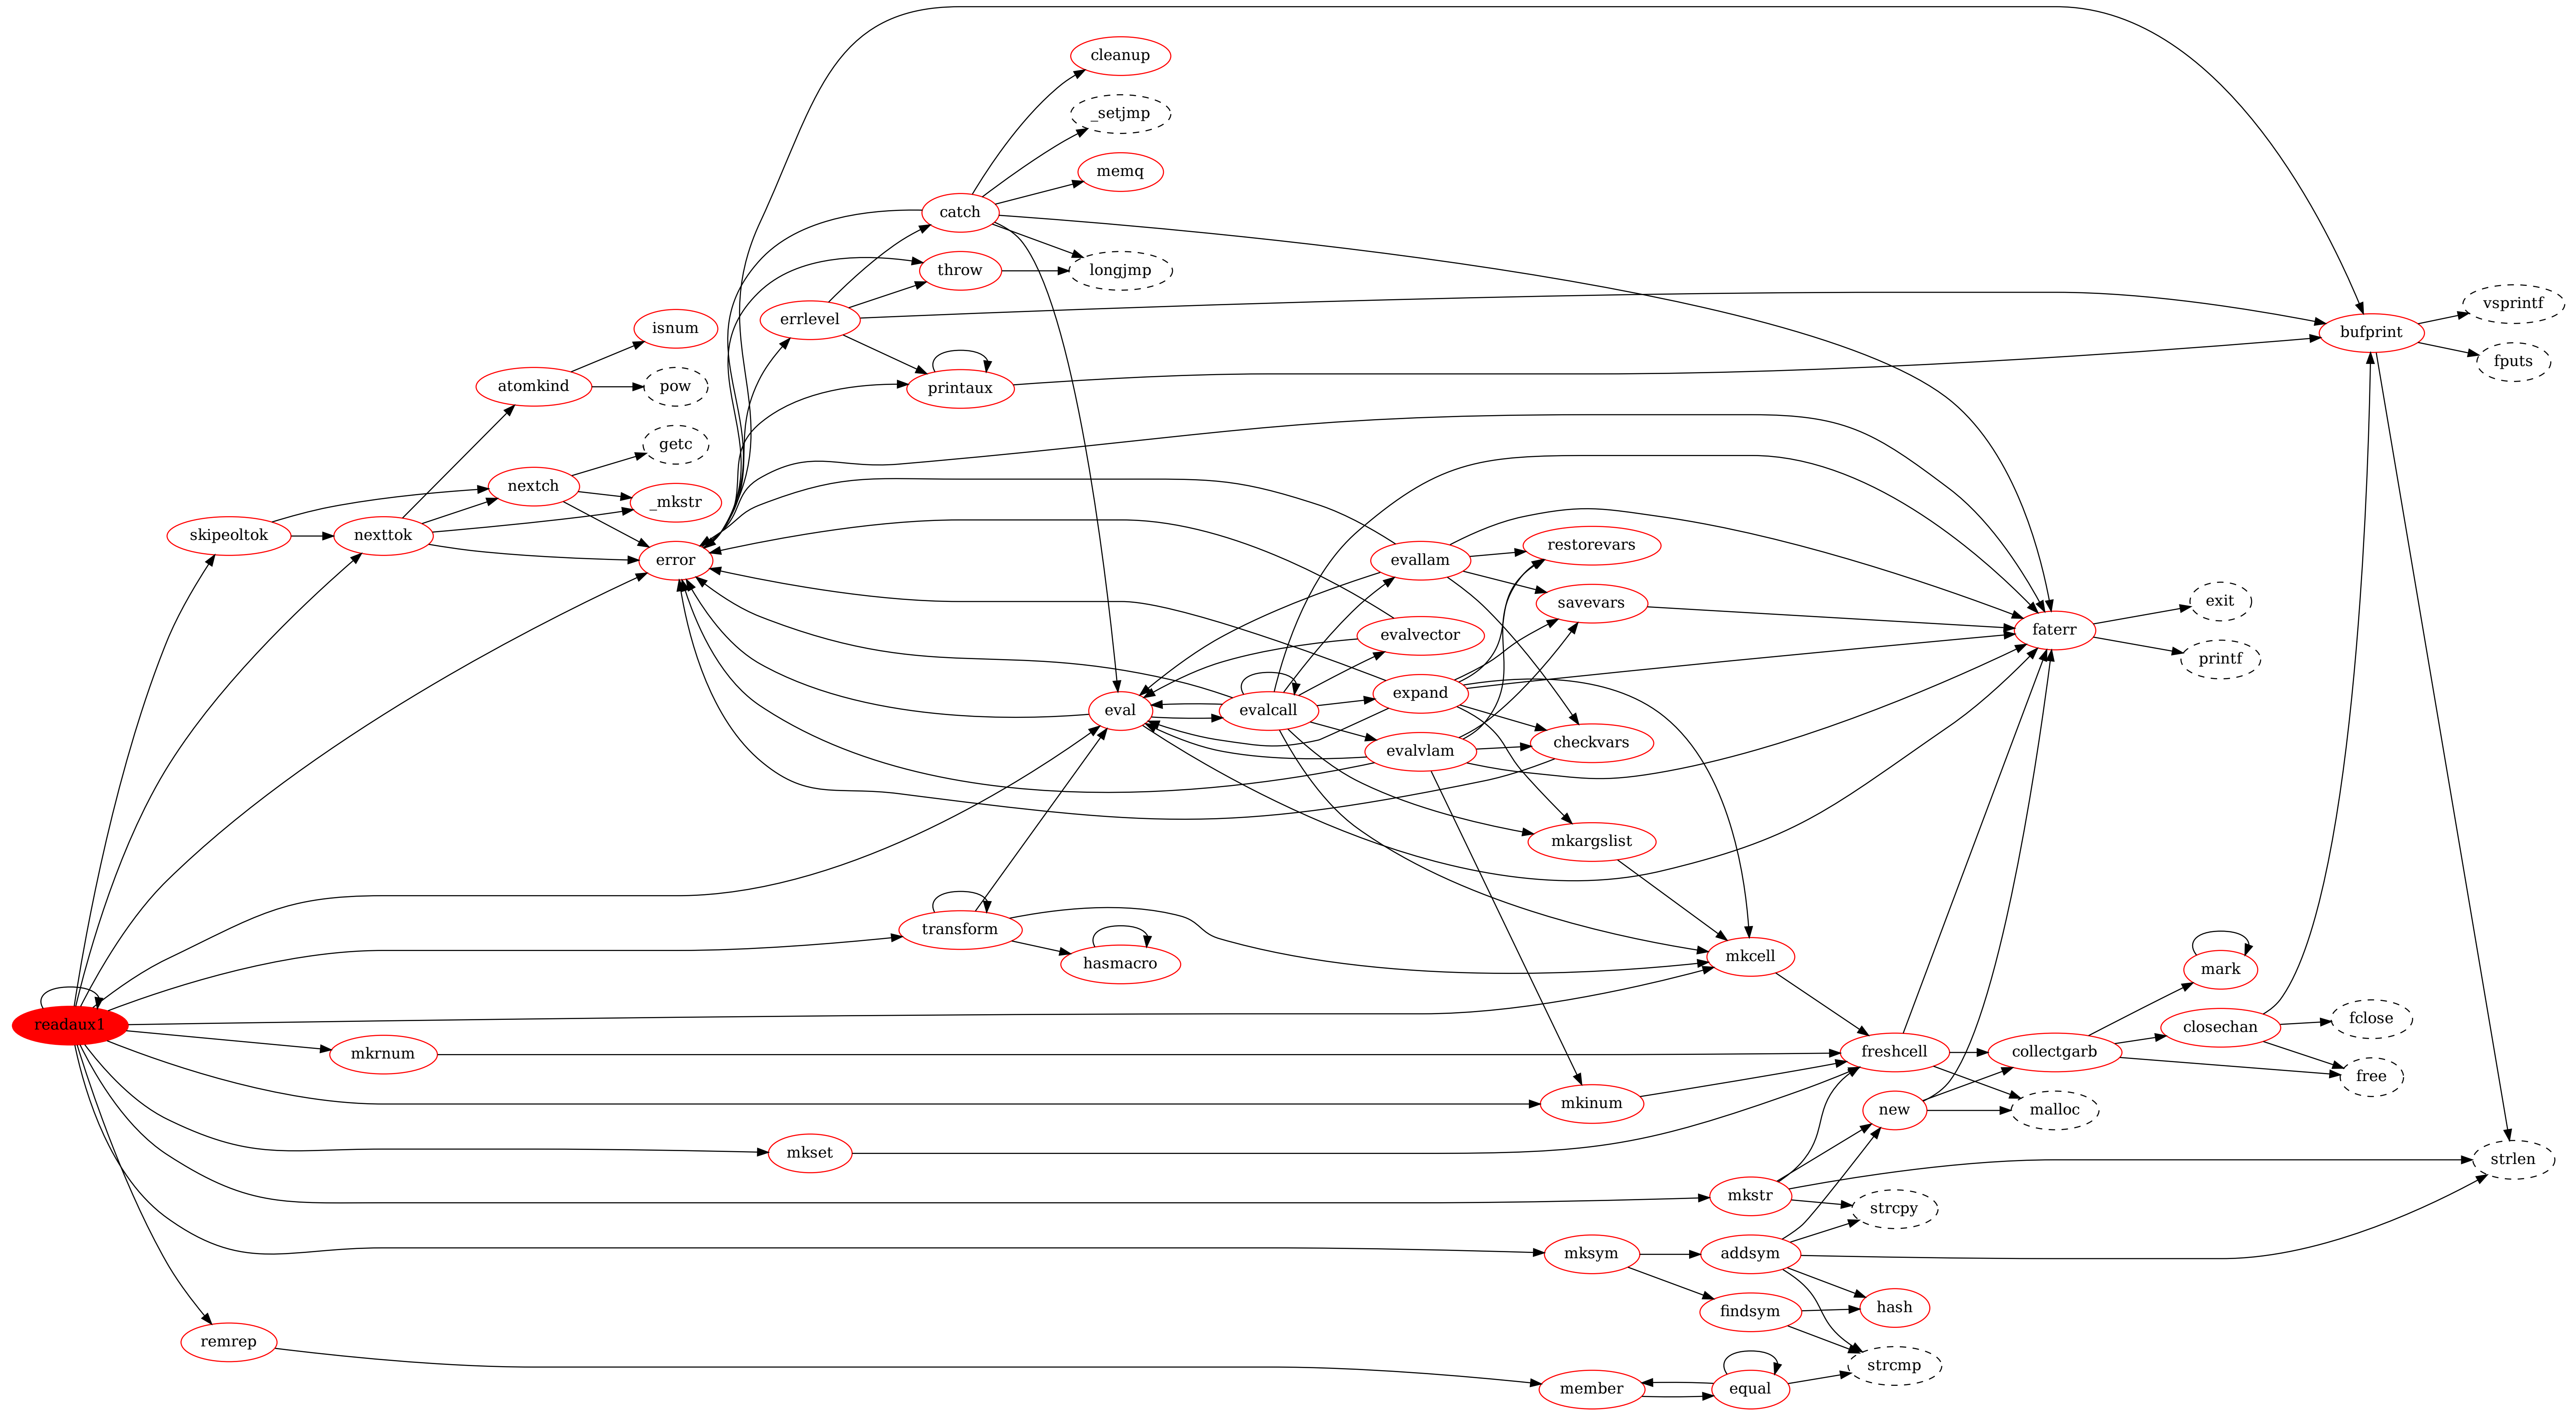 cleanup
_setjmp
memq
catch
longjmp
throw
vsprintf
errlevel
isnum
bufprint
fputs
atomkind
pow
printaux
getc
nextch
_mkstr
skipeoltok
nexttok
restorevars
error
evallam
exit
savevars
faterr
evalvector
printf
expand
eval
evalcall
checkvars
evalvlam
mkargslist
transform
mkcell
hasmacro
mark
fclose
readaux1
closechan
mkrnum
freshcell
collectgarb
free
mkinum
new
malloc
mkset
strlen
mkstr
strcpy
mksym
addsym
hash
findsym
remrep
strcmp
member
equal